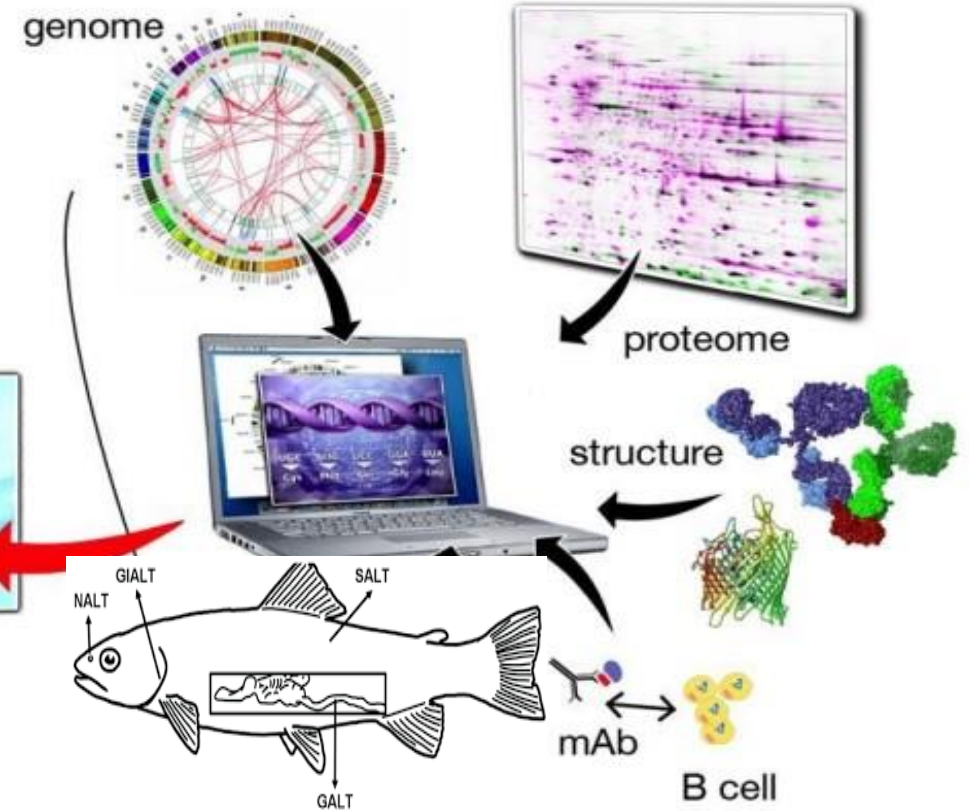 genome
proteome
structure
GIALT
SALT
NALT
mAb
B cell
GALT